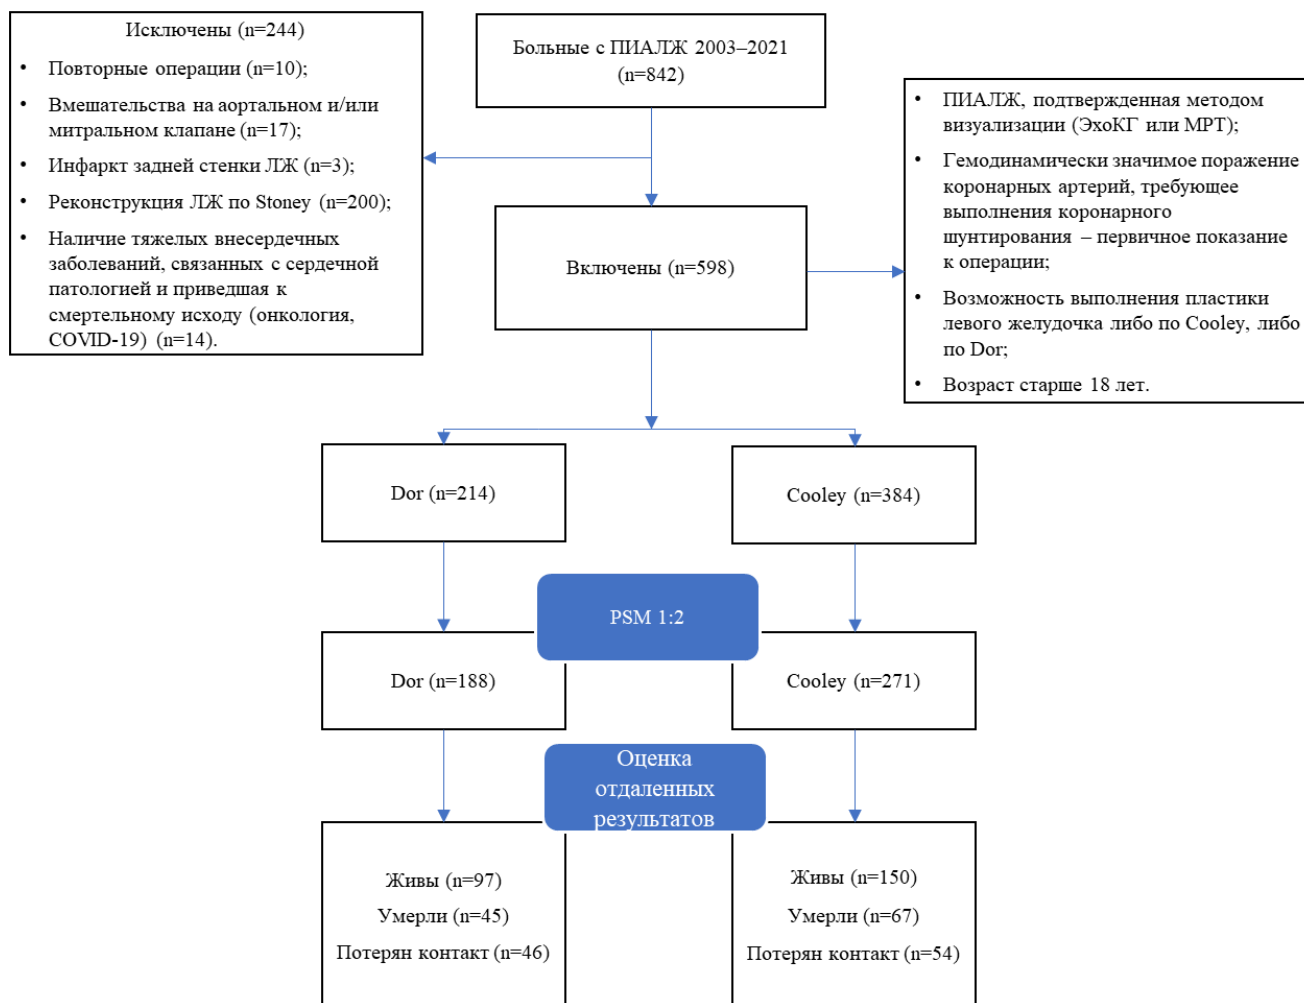 Исключены (n=244)
• Повторные операции (n=10);
• Вмешательства на аортальном и/или
митральном клапане (n=17);
• Инфаркт задней стенки ЛЖ (n=3);
• Реконструкция ЛЖ по Stoney (n=200);
• Наличие тяжелых внесердечных
заболеваний, связанных с сердечной
патологией и приведшая к
смертельному исходу (онкология,
COVID-19) (n=14).
Больные с ПИАЛЖ 2003–2021
(n=842)
• ПИАЛЖ, подтвержденная методом
визуализации (ЭхоКГ или МРТ);
• Гемодинамически значимое поражение
коронарных артерий, требующее
выполнения коронарного
шунтирования – первичное показание
к операции;
• Возможность выполнения пластики
левого желудочка либо по Cooley, либо
по Dor;
• Возраст старше 18 лет.
Включены (n=598)
Dor (n=214)
Cooley (n=384)
PSM 1:2
Dor (n=188)
Cooley (n=271)
Оценка
отдаленных
результатов
Живы (n=97)
Умерли (n=45)
Потерян контакт (n=46)
Живы (n=150)
Умерли (n=67)
Потерян контакт (n=54)